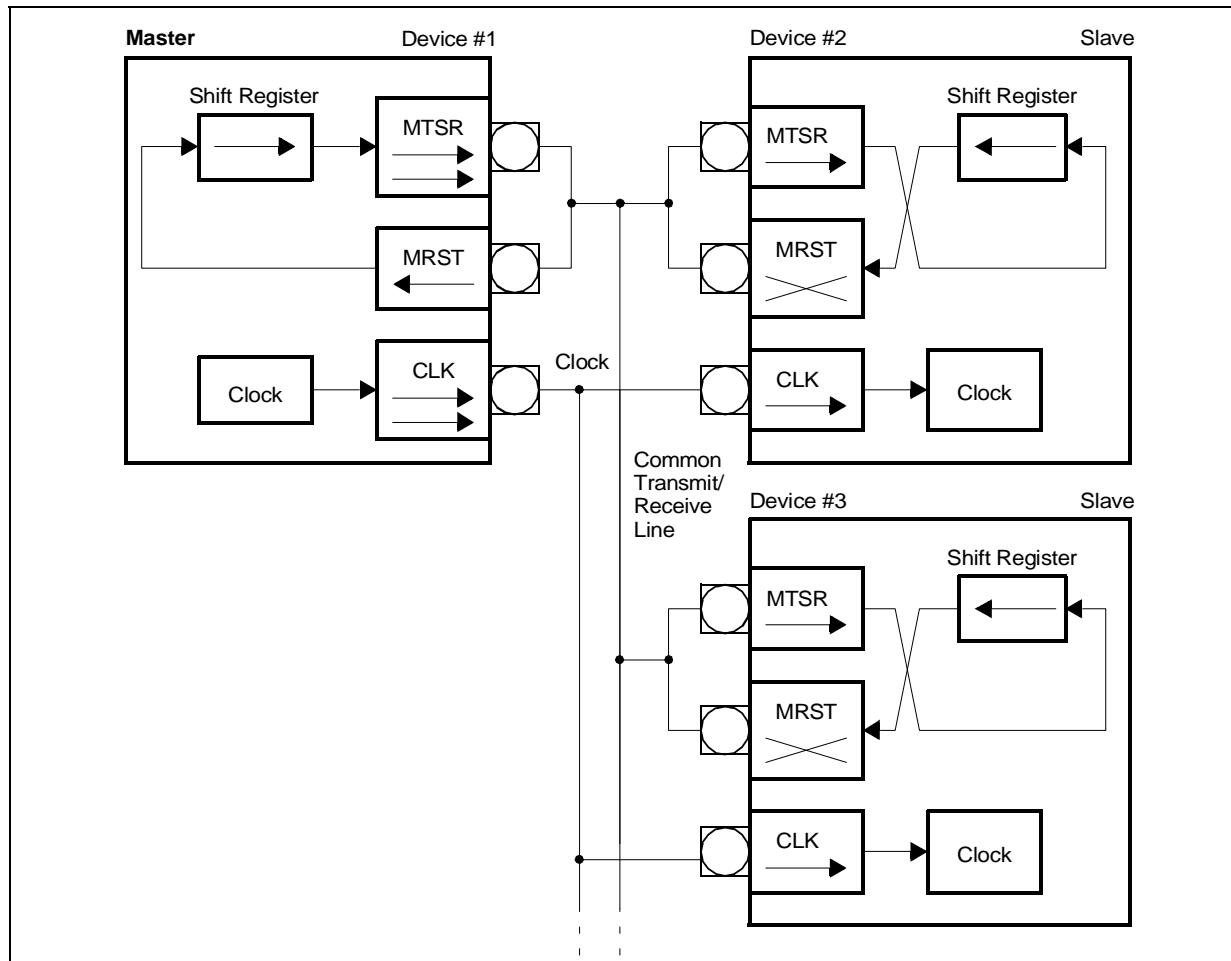 Master
Device #1
Shift Register
MTSR
MRST
Clock
CLK
Clock
Common
Transmit/
Receive
Line
Device #2
Slave
MTSR
Shift Register
MRST
CLK
Clock
Device #3
Slave
Shift Register
MTSR
MRST
CLK
Clock